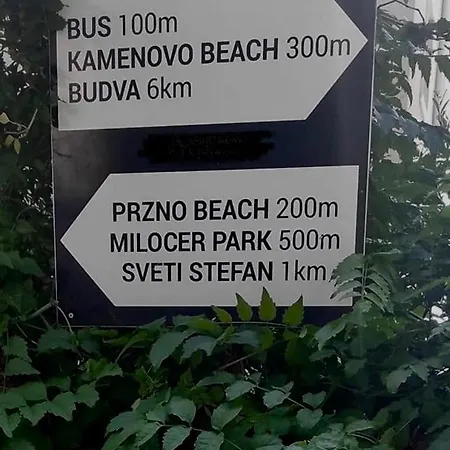 BUS 100m
KAMENOVO BEACH 300m
BUDVA 6km
PRZNO BEACH 200m
MILOCER PARK 500m
SVETI STEFAN 1km